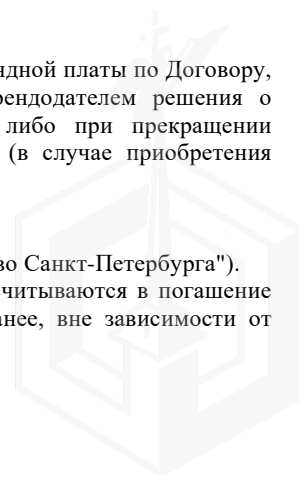 ндной платы по Договору,
рендодателем решения о
либо при прекращении
(в случае приобретения
во Санкт-Петербурга").
считываются в погашение
анее, вне зависимости от